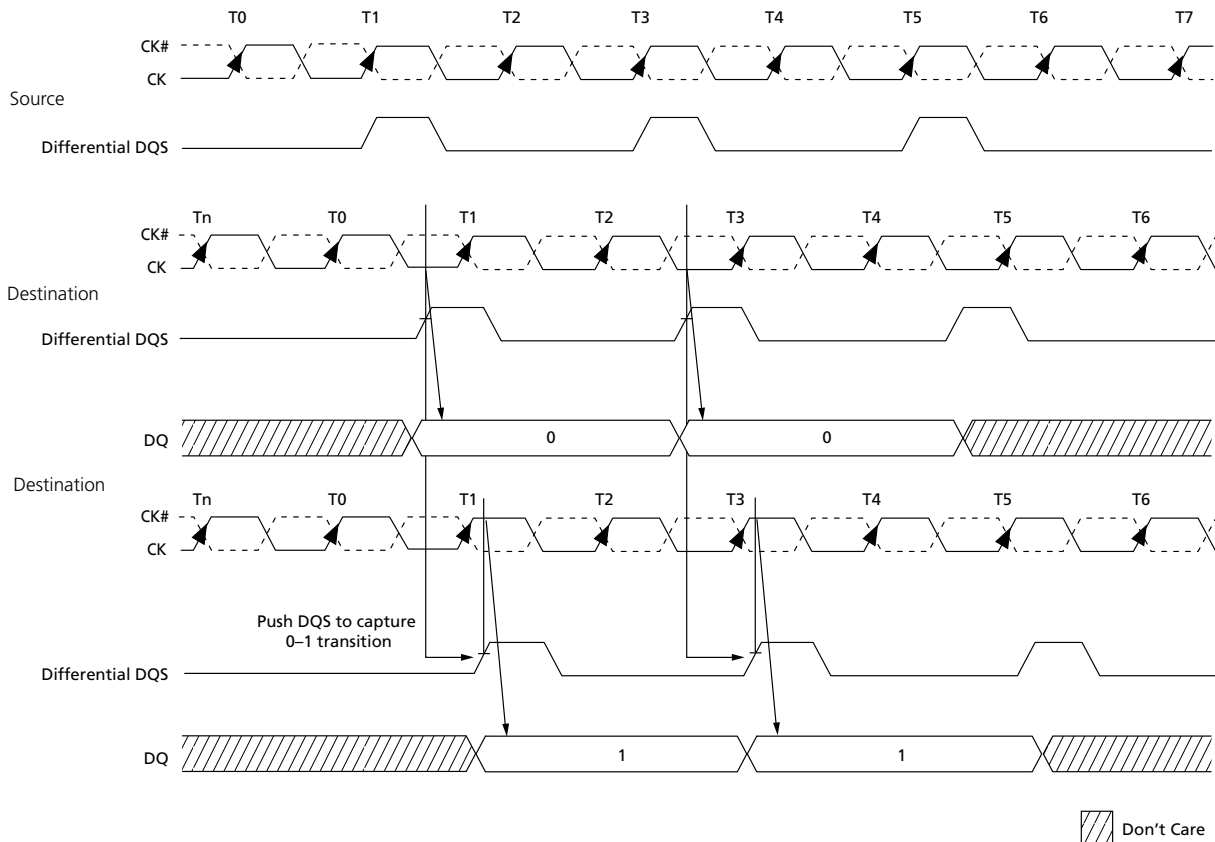 T0 T1 T2 T3 T4 T5 T6 T7
CK#
CK
Source
Differential DQS
Tn T0 T1 T2 T3 T4 T5 T6
CK#
CK
Destination
Differential DQS
DQ 0 0
Destination
Tn T0 T1 T2 T3 T4 T5 T6
CK#
CK
Push DQS to capture
0–1 transition
Differential DQS
DQ 1 1
Don't Care